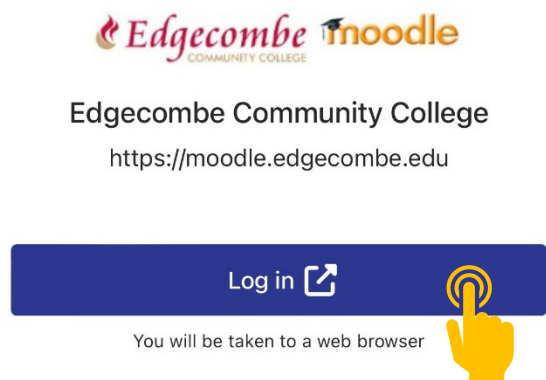 Edgecombe moodle
COMMUNITY COLLEGE
Edgecombe Community College
https://moodle.edgecombe.edu
Log in
You will be taken to a web browser